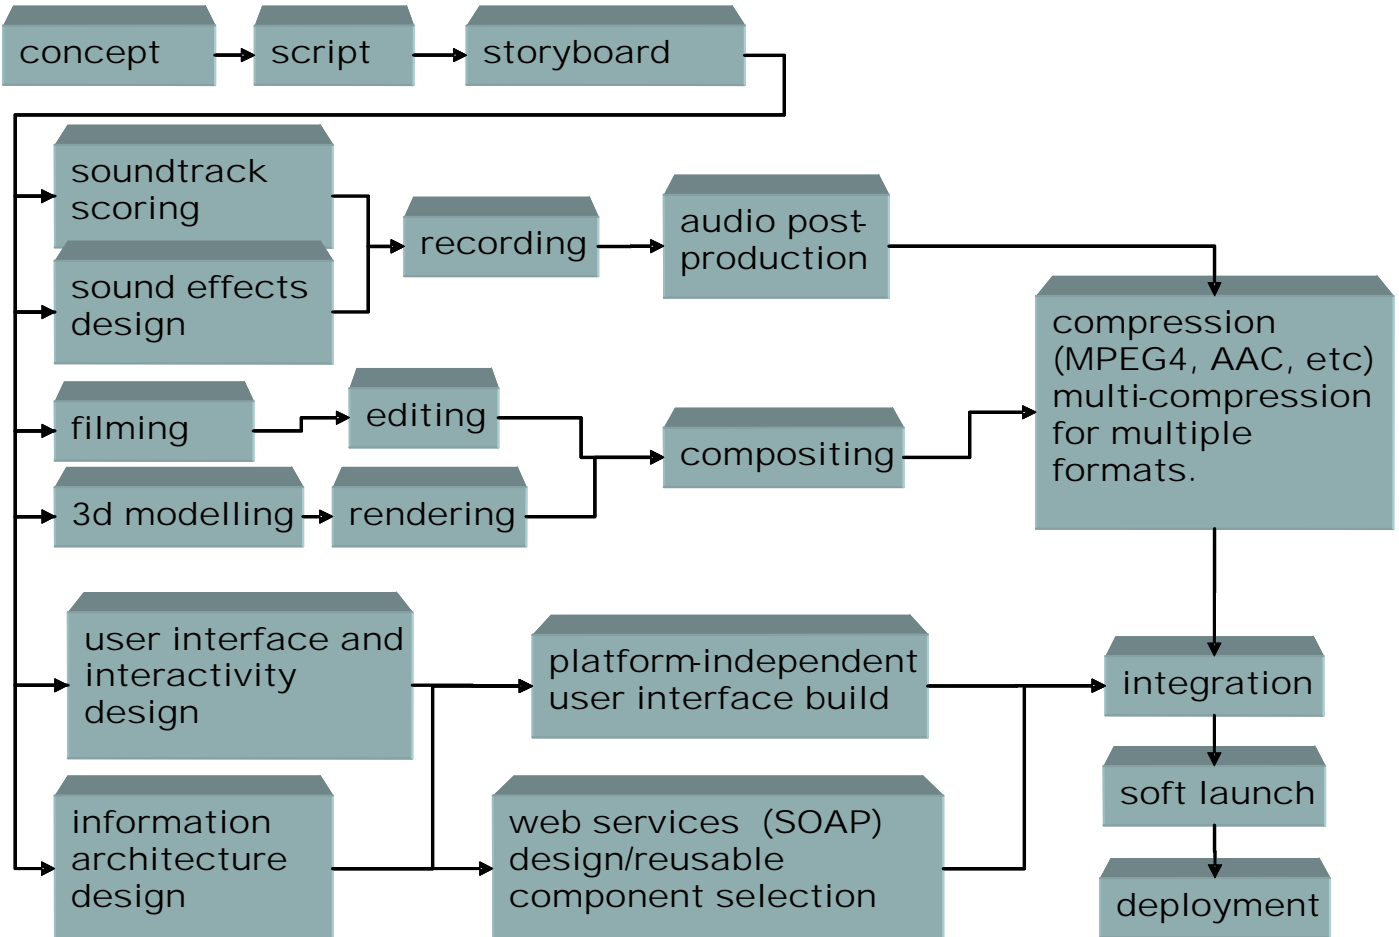 concept
script
storyboard
soundtrack
scoring
sound effects
design
recording
audio post-
production
filming
editing
3d modelling
rendering
compositing
compression
(MPEG4, AAC, etc)
multi-compression
for multiple
formats.
user interface and
interactivity
design
platform-independent
user interface build
integration
information
architecture
design
web services (SOAP)
design/reusable
component selection
soft launch
deployment